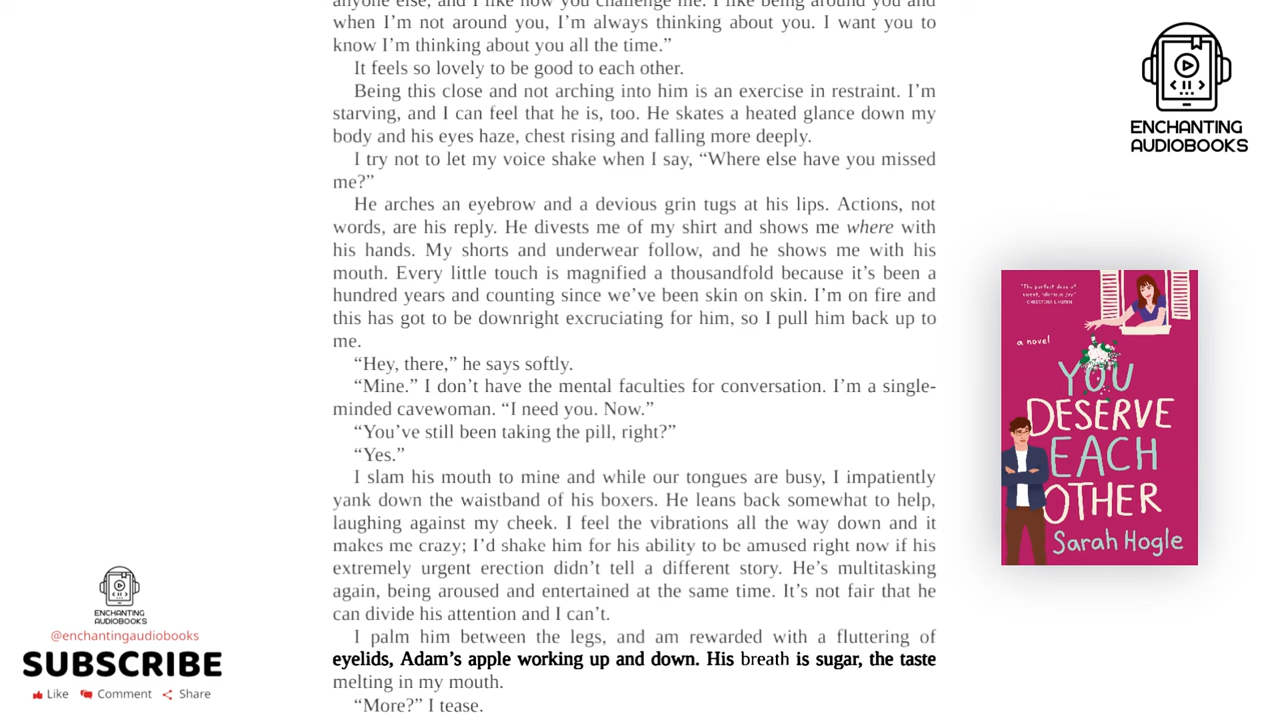 anyone else, and I like how you challenge me. I like being around you and
when I’m not around you, I’m always thinking about you. I want you to
know I’m thinking about you all the time.”
It feels so lovely to be good to each other.
Being this close and not arching into him is an exercise in restraint. I’m
starving, and I can feel that he is, too. He skates a heated glance down my
body and his eyes haze, chest rising and falling more deeply.
I try not to let my voice shake when I say, “Where else have you missed
me?”
He arches an eyebrow and a devious grin tugs at his lips. Actions, not
words, are his reply. He divests me of my shirt and shows me where with
his hands. My shorts and underwear follow, and he shows me with his
mouth. Every little touch is magnified a thousandfold because it’s been a
hundred years and counting since we’ve been skin on skin. I’m on fire and
this has got to be downright excruciating for him, so I pull him back up to
me.
“Hey, there,” he says softly.
“Mine.” I don’t have the mental faculties for conversation. I’m a single-
minded cavewoman. “I need you. Now.”
“You’ve still been taking the pill, right?”
“Yes.”
I slam his mouth to mine and while our tongues are busy, I impatiently
yank down the waistband of his boxers. He leans back somewhat to help,
laughing against my cheek. I feel the vibrations all the way down and it
makes me crazy; I’d shake him for his ability to be amused right now if his
extremely urgent erection didn’t tell a different story. He’s multitasking
again, being aroused and entertained at the same time. It’s not fair that he
can divide his attention and I can’t.
I palm him between the legs, and am rewarded with a fluttering of
eyelids, Adam’s apple working up and down. His breath is sugar, the taste
melting in my mouth.
“More?” I tease.
ENCHANTING
AUDIOBOOKS
a novel
YOU
DESERVE
EACH
OTHER
Sarah Hogle
ENCHANTING
AUDIOBOOKS
@enchantingaudiobooks
SUBSCRIBE
Like Comment Share